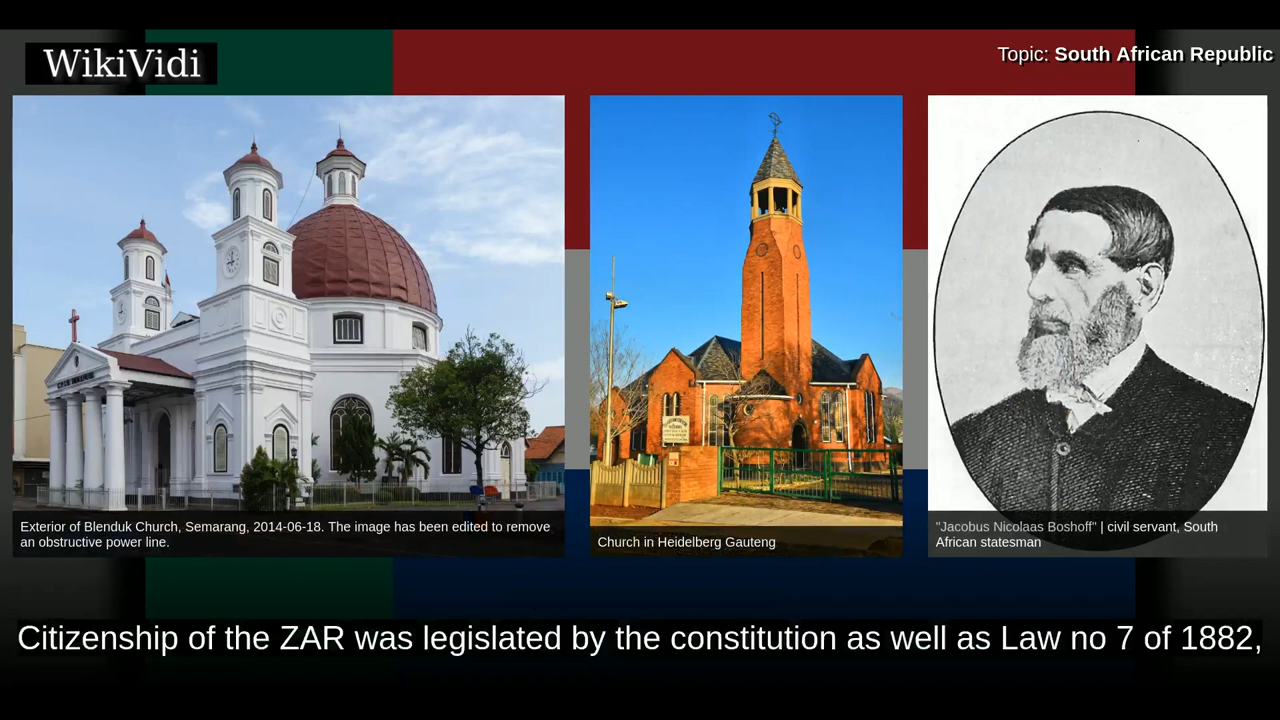 WikiVidi
Topic: South African Republic
Exterior of Blenduk Church, Semarang, 2014-06-18. The image has been edited to remove
an obstructive power line.
Church in Heidelberg Gauteng
"Jacobus Nicolaas Boshoff" | civil servant, South
African statesman
Citizenship of the ZAR was legislated by the constitution as well as Law no 7 of 1882,